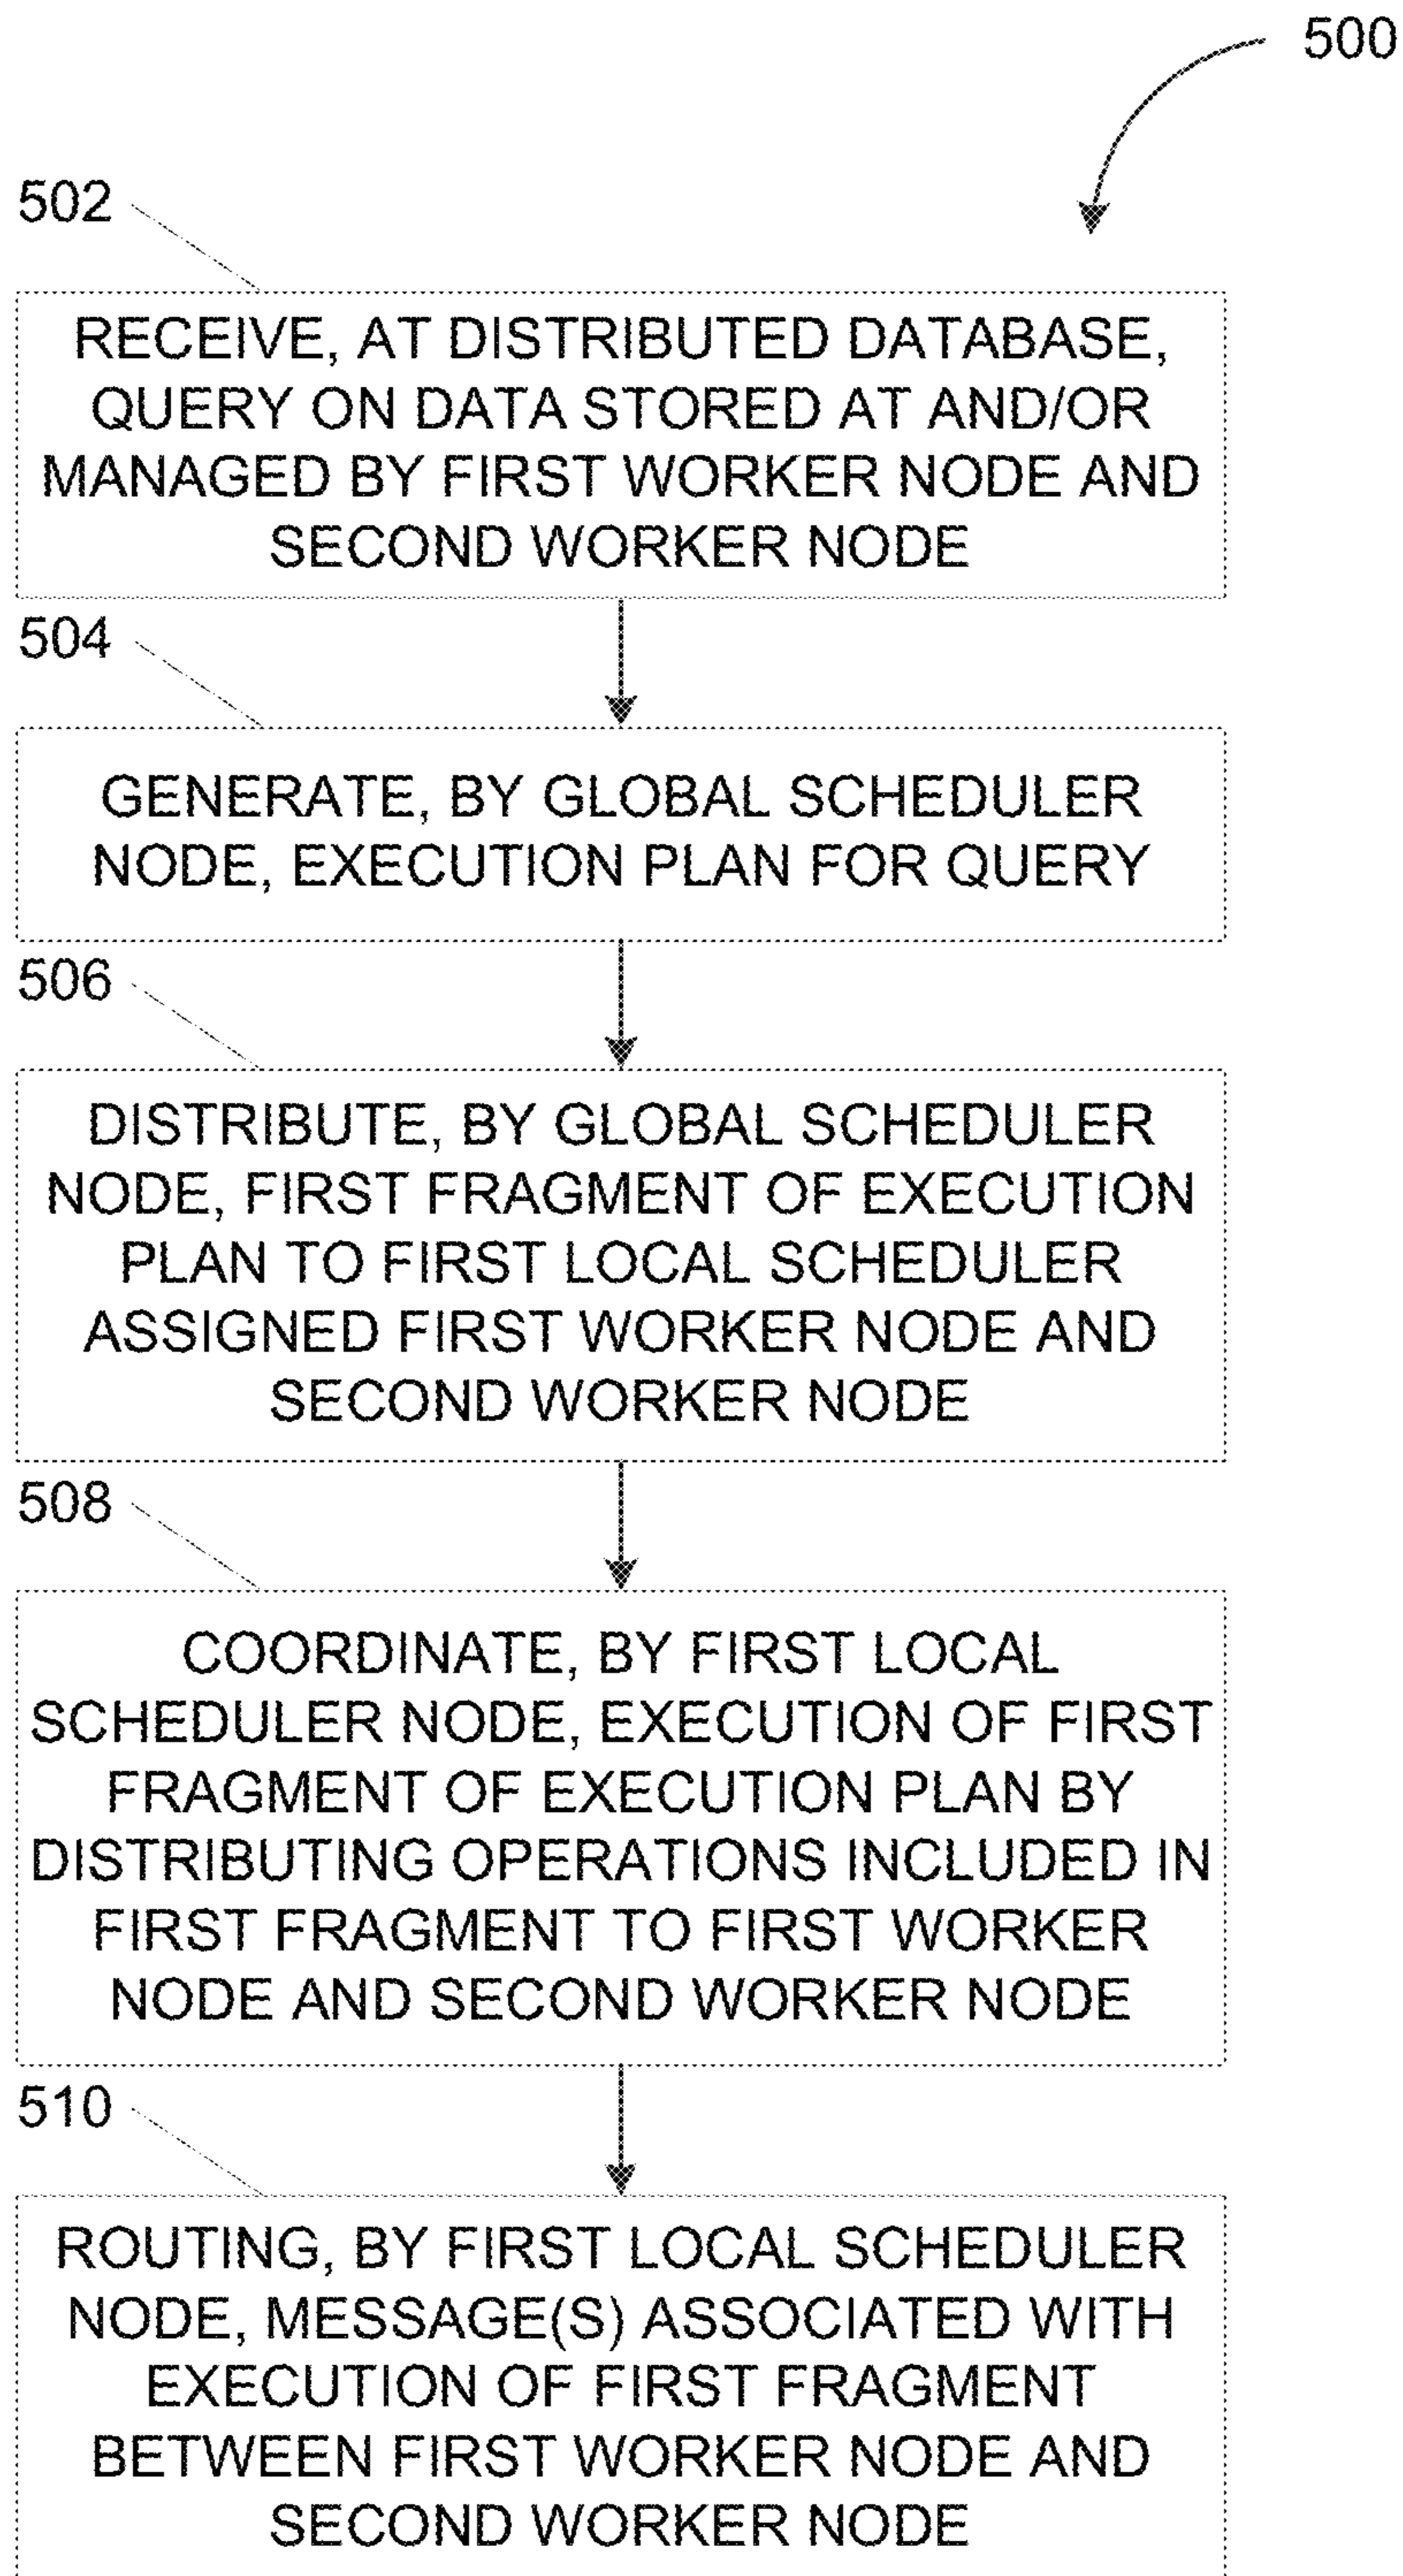 500
502
RECEIVE, AT DISTRIBUTED DATABASE,
QUERY ON DATA STORED AT AND/OR
MANAGED BY FIRST WORKER NODE AND
SECOND WORKER NODE
504
GENERATE, BY GLOBAL SCHEDULER
NODE, EXECUTION PLAN FOR QUERY
506
DISTRIBUTE, BY GLOBAL SCHEDULER
NODE, FIRST FRAGMENT OF EXECUTION
PLAN TO FIRST LOCAL SCHEDULER
ASSIGNED FIRST WORKER NODE AND
SECOND WORKER NODE
508
COORDINATE, BY FIRST LOCAL
SCHEDULER NODE, EXECUTION OF FIRST
FRAGMENT OF EXECUTION PLAN BY
DISTRIBUTING OPERATIONS INCLUDED IN
FIRST FRAGMENT TO FIRST WORKER
NODE AND SECOND WORKER NODE
510
ROUTING, BY FIRST LOCAL SCHEDULER
NODE, MESSAGE(S) ASSOCIATED WITH
EXECUTION OF FIRST FRAGMENT
BETWEEN FIRST WORKER NODE AND
SECOND WORKER NODE